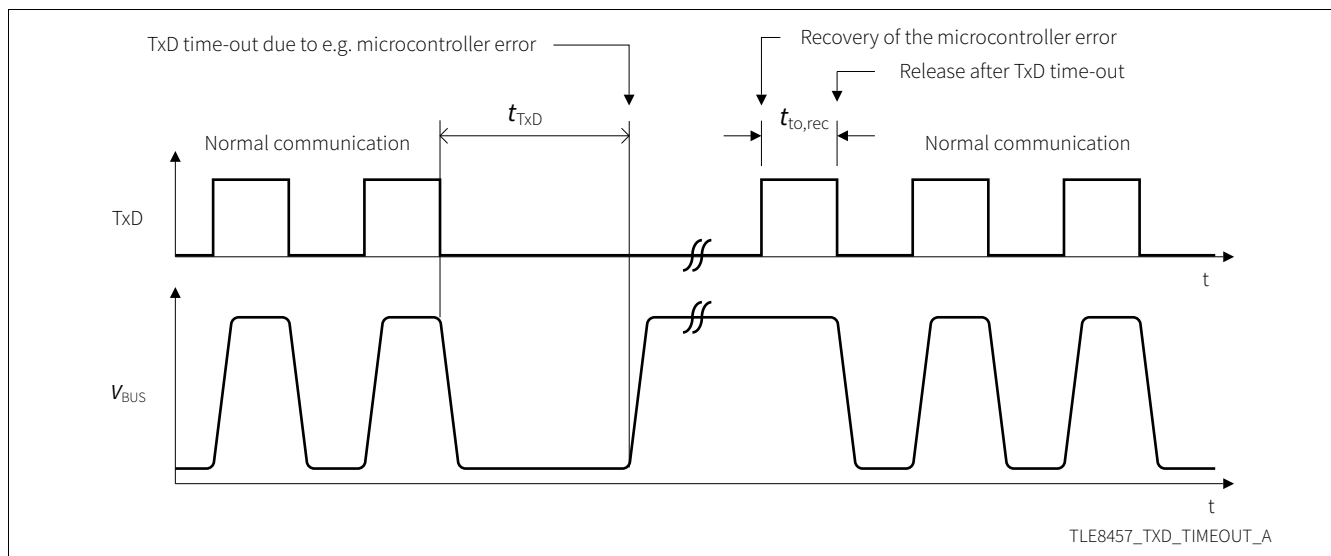 TxD time-out due to e.g. microcontroller error
Recovery of the microcontroller error
Release after TxD time-out
tTxD
tto,rec
Normal communication
Normal communication
TxD
t
VBUS
t
TLE8457_TXD_TIMEOUT_A